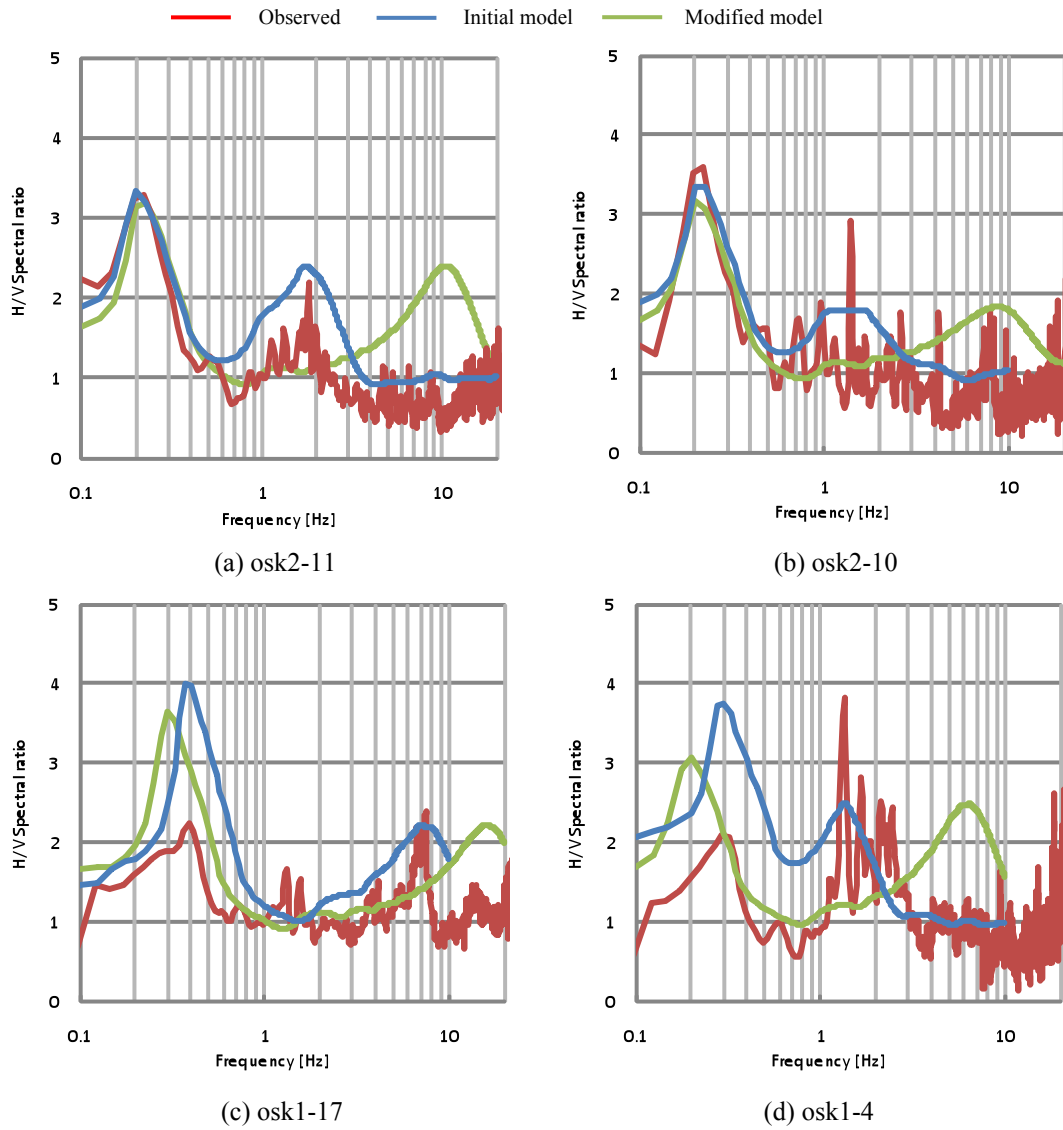 Observed Initial model Modified model
5
4
3
2
1
0
0.1 1 10
H/V Spectral ratio
Frequency [Hz]
(a) osk2-11
5
4
3
2
1
0
0.1 1 10
H/V Spectral ratio
Frequency [Hz]
(b) osk2-10
5
4
3
2
1
0
0.1 1 10
H/V Spectral ratio
Frequency [Hz]
(c) osk1-17
5
4
3
2
1
0
0.1 1 10
H/V Spectral ratio
Frequency [Hz]
(d) osk1-4